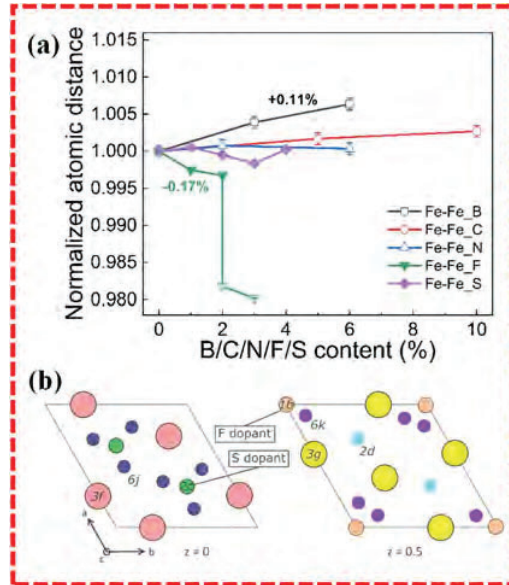 (a)
1.015
1.010
1.005
1.000
0.995
0.990
0.985
0.980
Normalized atomic distance
+0.11%
-0.17%
Fe-Fe_B
Fe-Fe_C
Fe-Fe_N
Fe-Fe_F
Fe-Fe_S
0 2 4 6 8 10
B/C/N/F/S content (%)
(b)
F dopant
S dopant
3f
6j
1b
6k
3g
2d
a
b
c
z = 0
z = 0.5